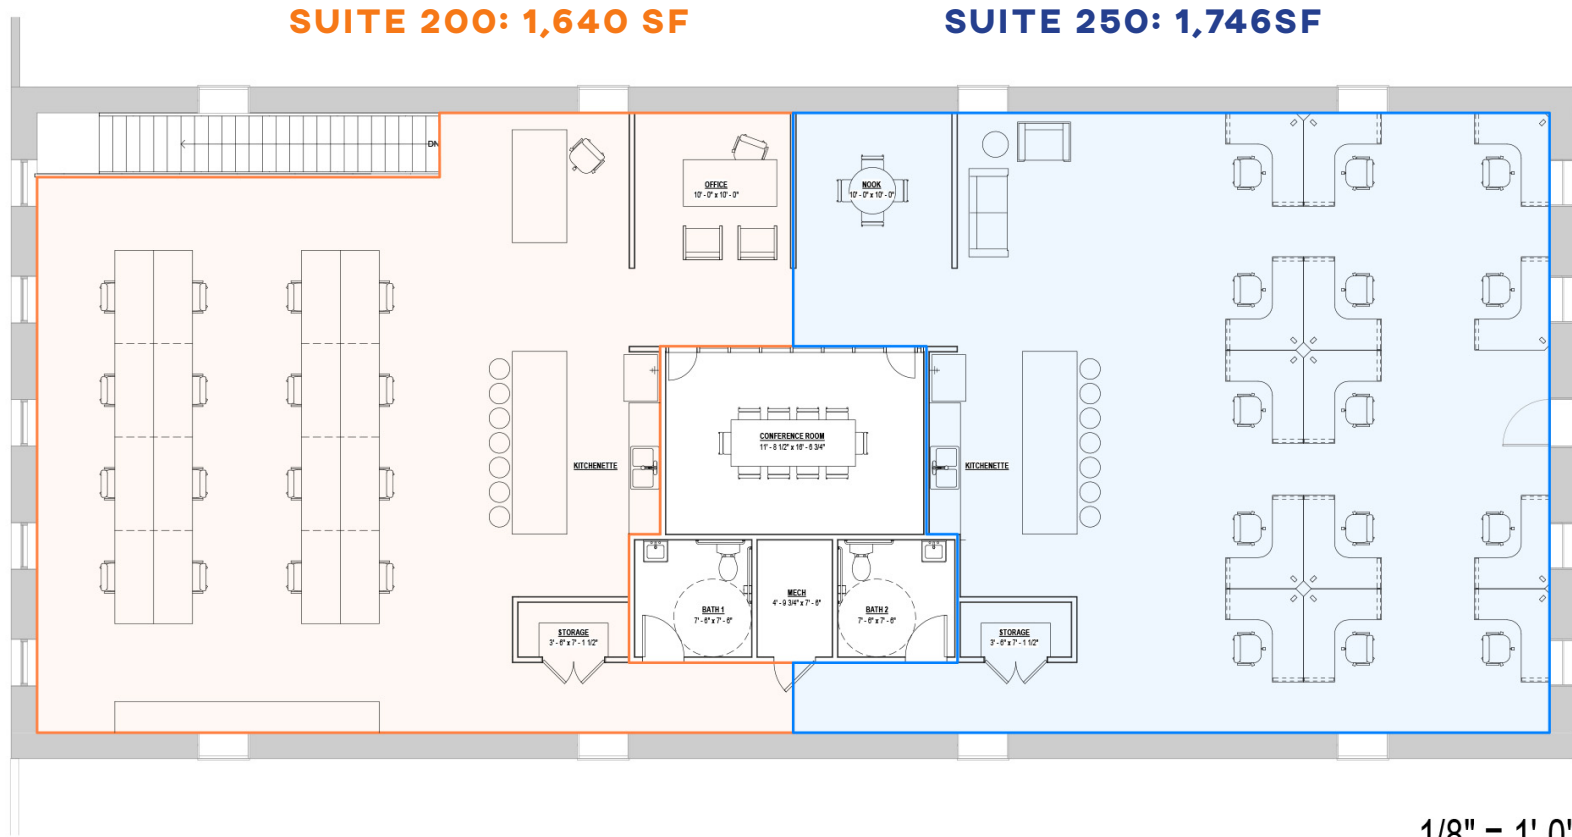 SUITE 200: 1,640 SF
SUITE 250: 1,746SF
DN
OFFICE
10' - 0" x 10' - 0"
NOOK
10' - 0" x 10' - 0"
CONFERENCE ROOM
11' - 8 1/2" x 16' - 6 3/4"
KITCHENETTE
KITCHENETTE
MECH
4' - 9 3/4" x 7' - 6"
BATH 1
7' - 6" x 7' - 6"
BATH 2
7' - 6" x 7' - 6"
STORAGE
3' - 6" x 7' - 1 1/2"
STORAGE
3' - 6" x 7' - 1 1/2"
1/8" = 1' 0"